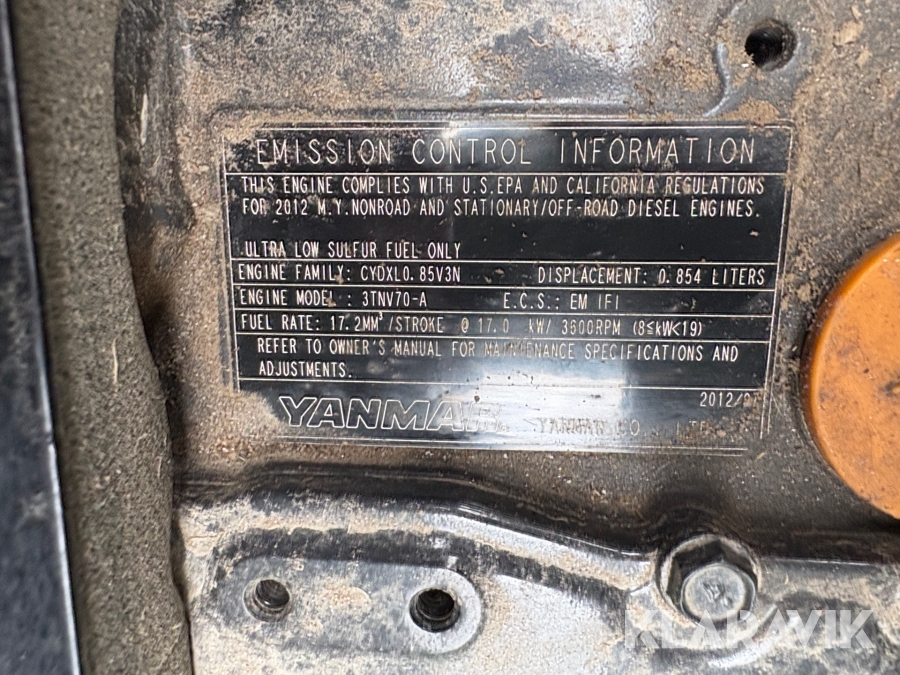 EMISSION CONTROL INFORMATION
THIS ENGINE COMPLIES WITH U.S.EPA AND CALIFORNIA REGULATIONS
FOR 2012 M.Y.NONROAD AND STATIONARY/OFF-ROAD DIESEL ENGINES.
ULTRA LOW SULFUR FUEL ONLY
ENGINE FAMILY: CYDXL0.85V3N DISPLACEMENT: 0.854 LITERS
ENGINE MODEL : 3TNV70-A E.C.S.: EM IFI
FUEL RATE: 17.2MM³/STROKE @ 17.0 kW/ 3600RPM (8≤kW<19)
REFER TO OWNER'S MANUAL FOR MAINTENANCE SPECIFICATIONS AND
ADJUSTMENTS.
2012/
YANMAR YANMAR CO., LTD.
KLARAVIK